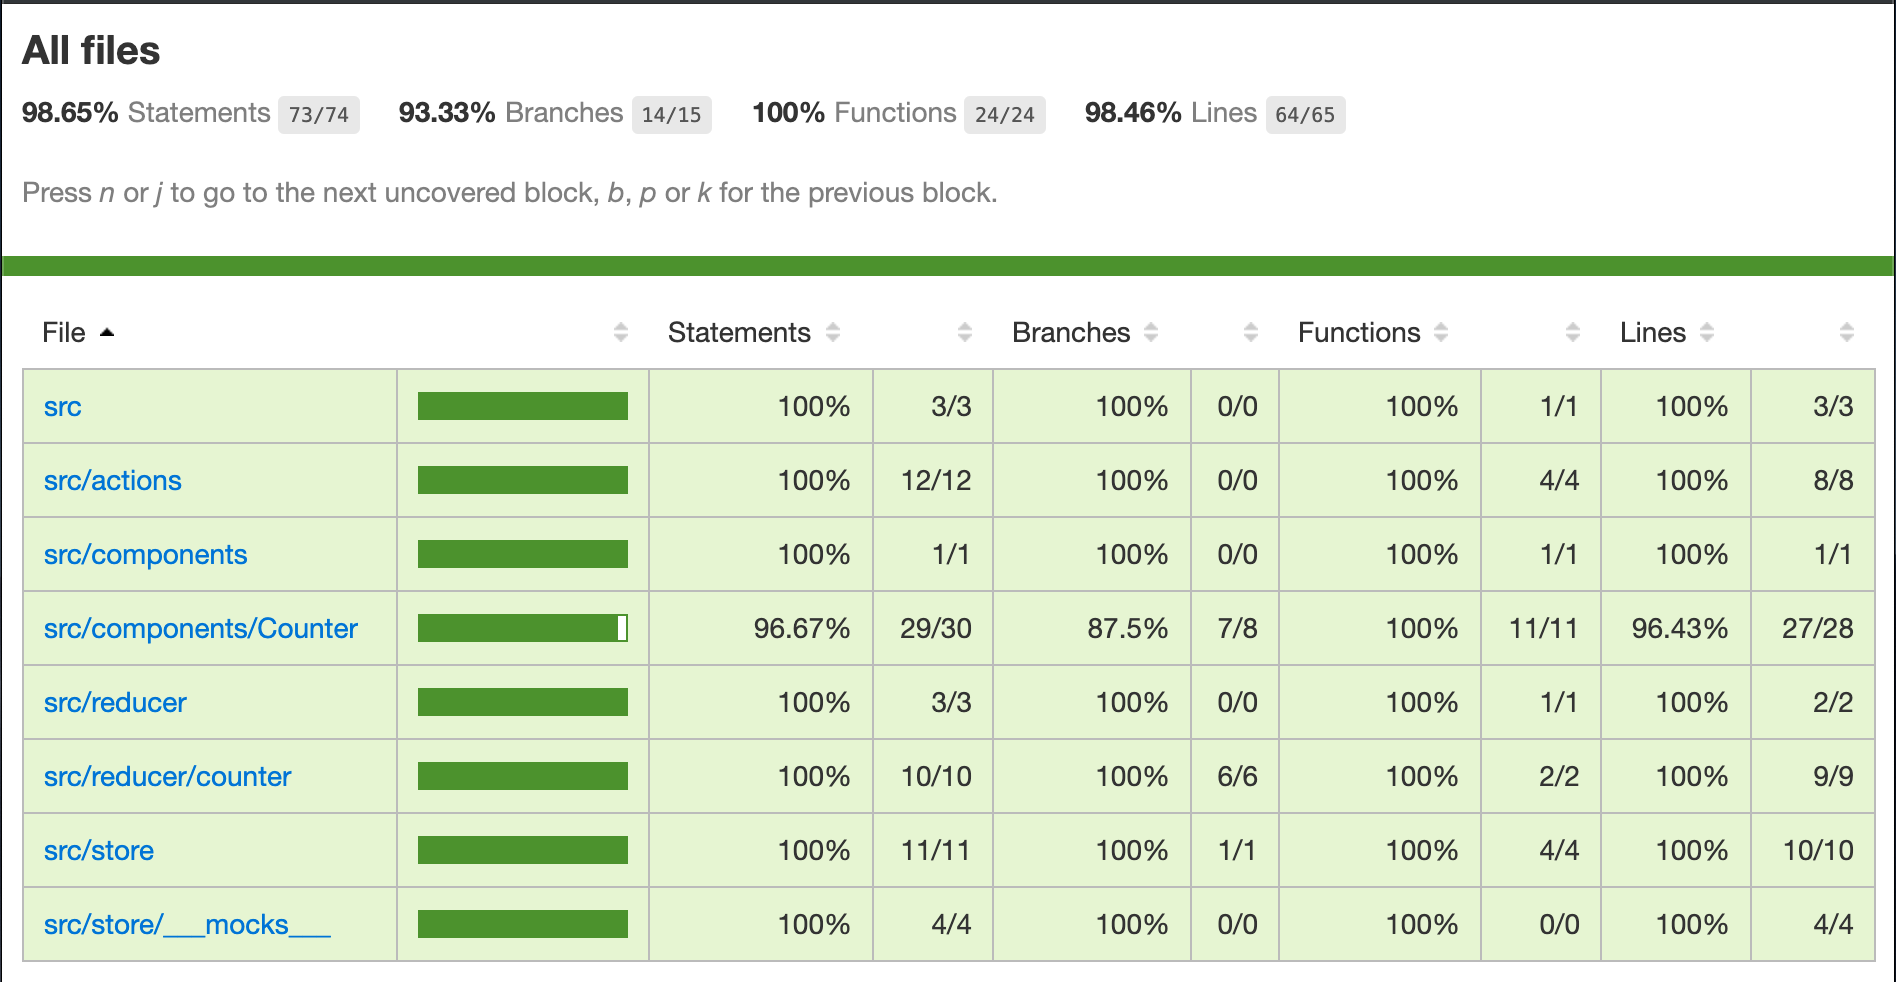 All files
98.65% Statements 73/74 93.33% Branches 14/15 100% Functions 24/24 98.46% Lines 64/65
Press n or j to go to the next uncovered block, b, p or k for the previous block.
File Statements Branches Functions Lines
src 100% 3/3 100% 0/0 100% 1/1 100% 3/3
src/actions 100% 12/12 100% 0/0 100% 4/4 100% 8/8
src/components 100% 1/1 100% 0/0 100% 1/1 100% 1/1
src/components/Counter 96.67% 29/30 87.5% 7/8 100% 11/11 96.43% 27/28
src/reducer 100% 3/3 100% 0/0 100% 1/1 100% 2/2
src/reducer/counter 100% 10/10 100% 6/6 100% 2/2 100% 9/9
src/store 100% 11/11 100% 1/1 100% 4/4 100% 10/10
src/store/___mocks___ 100% 4/4 100% 0/0 100% 0/0 100% 4/4